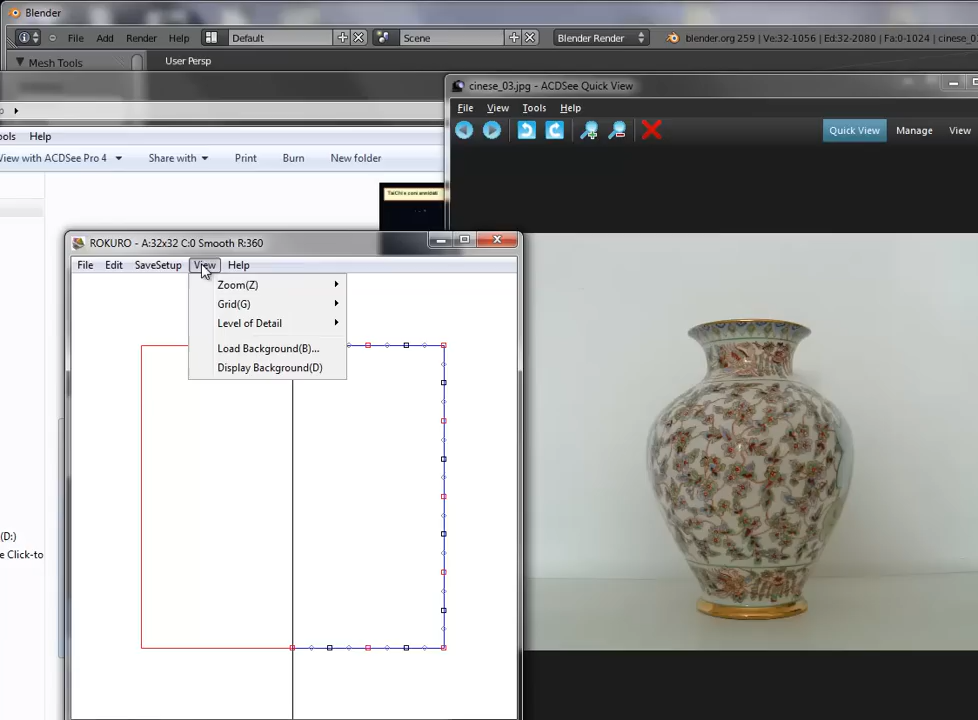 Blender
File Add Render Help Default Scene Blender Render blender.org 259 | Ve:32-1056 | Ed:32-2080 | Fa:0-1024 | cinese_03
Mesh Tools User Persp
cinese_03.jpg - ACDSee Quick View
File View Tools Help
Quick View Manage View
ools Help
View with ACDSee Pro 4 Share with Print Burn New folder
ROKURO - A:32x32 C:0 Smooth R:360
File Edit SaveSetup View Help
Zoom(Z)
Grid(G)
Level of Detail
Load Background(B)...
Display Background(D)
(D:)
e Click-to